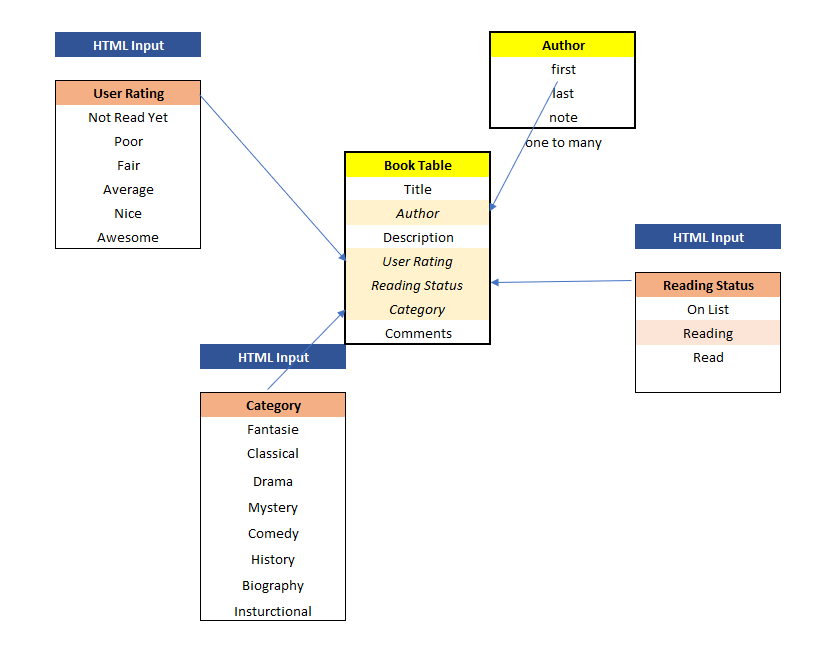 HTML Input
User Rating
Not Read Yet
Poor
Fair
Average
Nice
Awesome
Author
first
last
note
one to many
Book Table
Title
Author
Description
User Rating
Reading Status
Category
Comments
HTML Input
Reading Status
On List
Reading
Read
HTML Input
Category
Fantasie
Classical
Drama
Mystery
Comedy
History
Biography
Insturctional